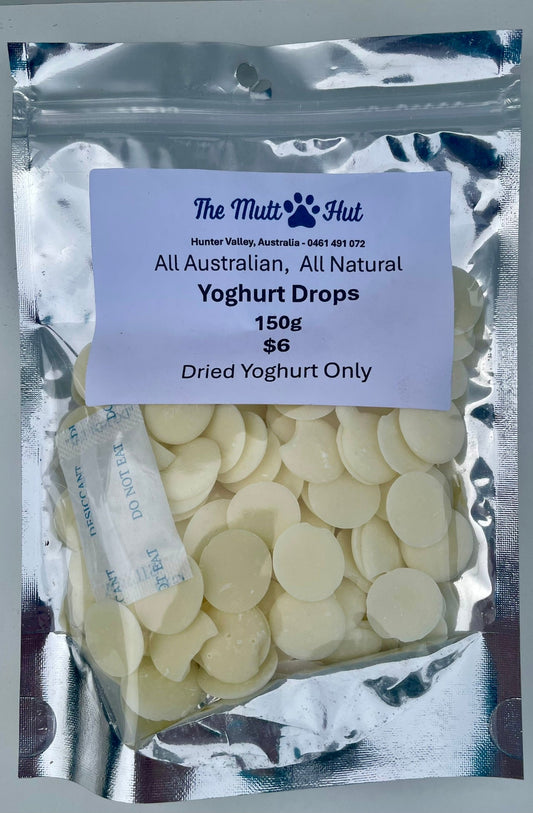 The Mutt Hut
Hunter Valley, Australia - 0461 491 072
All Australian, All Natural
Yoghurt Drops
150g
$6
Dried Yoghurt Only
DESICCANT
DO NOT EAT